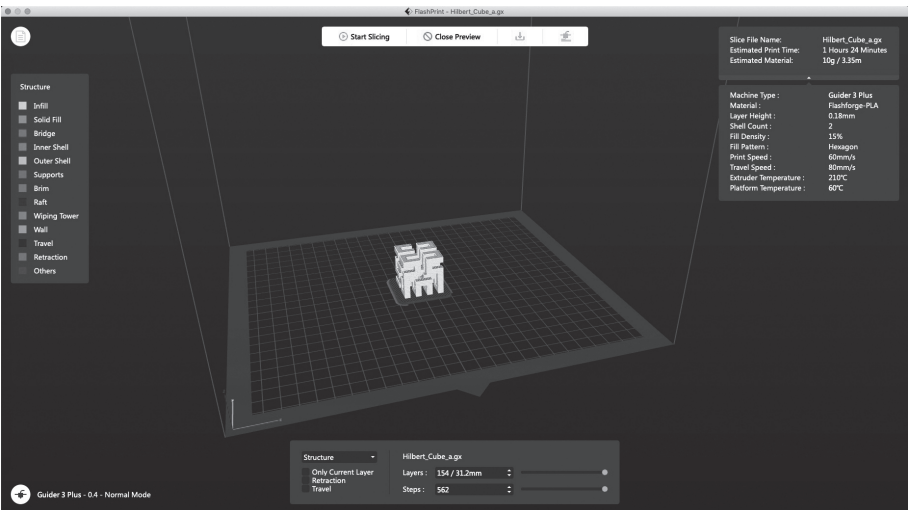 FlashPrint - Hilbert_Cube_a.gx
Start Slicing Close Preview
Slice File Name: Hilbert_Cube_a.gx
Estimated Print Time: 1 Hours 24 Minutes
Estimated Material: 10g / 3.35m
Machine Type : Guider 3 Plus
Material : Flashforge-PLA
Layer Height : 0.18mm
Shell Count : 2
Fill Density : 15%
Fill Pattern : Hexagon
Print Speed : 60mm/s
Travel Speed : 80mm/s
Extruder Temperature : 210℃
Platform Temperature : 60℃
Structure
Infill
Solid Fill
Bridge
Inner Shell
Outer Shell
Supports
Brim
Raft
Wiping Tower
Wall
Travel
Retraction
Others
Structure
Only Current Layer
Retraction
Travel
Hilbert_Cube_a.gx
Layers : 154 / 31.2mm
Steps : 562
Guider 3 Plus - 0.4 - Normal Mode